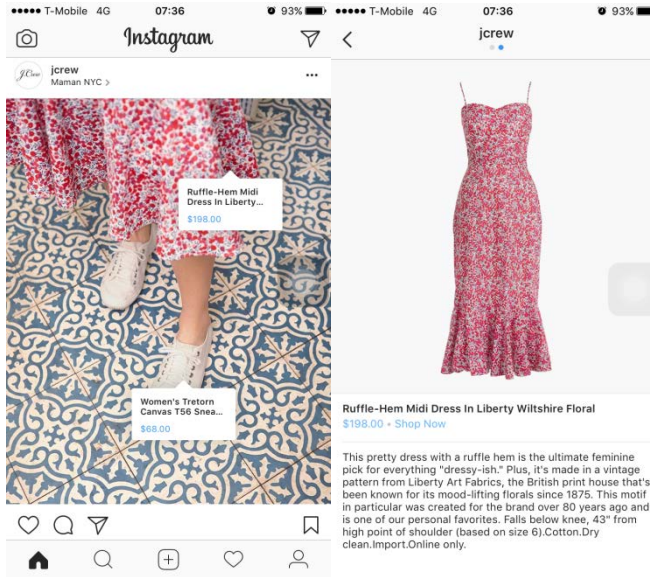 T-Mobile 4G 07:36 93%
Instagram
J.Crew
jcrew
Maman NYC >
Ruffle-Hem Midi
Dress In Liberty...
$198.00
Women's Tretorn
Canvas T56 Snea...
$68.00
T-Mobile 4G 07:36 93%
jcrew
Ruffle-Hem Midi Dress In Liberty Wiltshire Floral
$198.00 • Shop Now
This pretty dress with a ruffle hem is the ultimate feminine
pick for everything "dressy-ish." Plus, it's made in a vintage
pattern from Liberty Art Fabrics, the British print house that's
been known for its mood-lifting florals since 1875. This motif
in particular was created for the brand over 80 years ago and
is one of our personal favorites. Falls below knee, 43" from
high point of shoulder (based on size 6).Cotton.Dry
clean.Import.Online only.